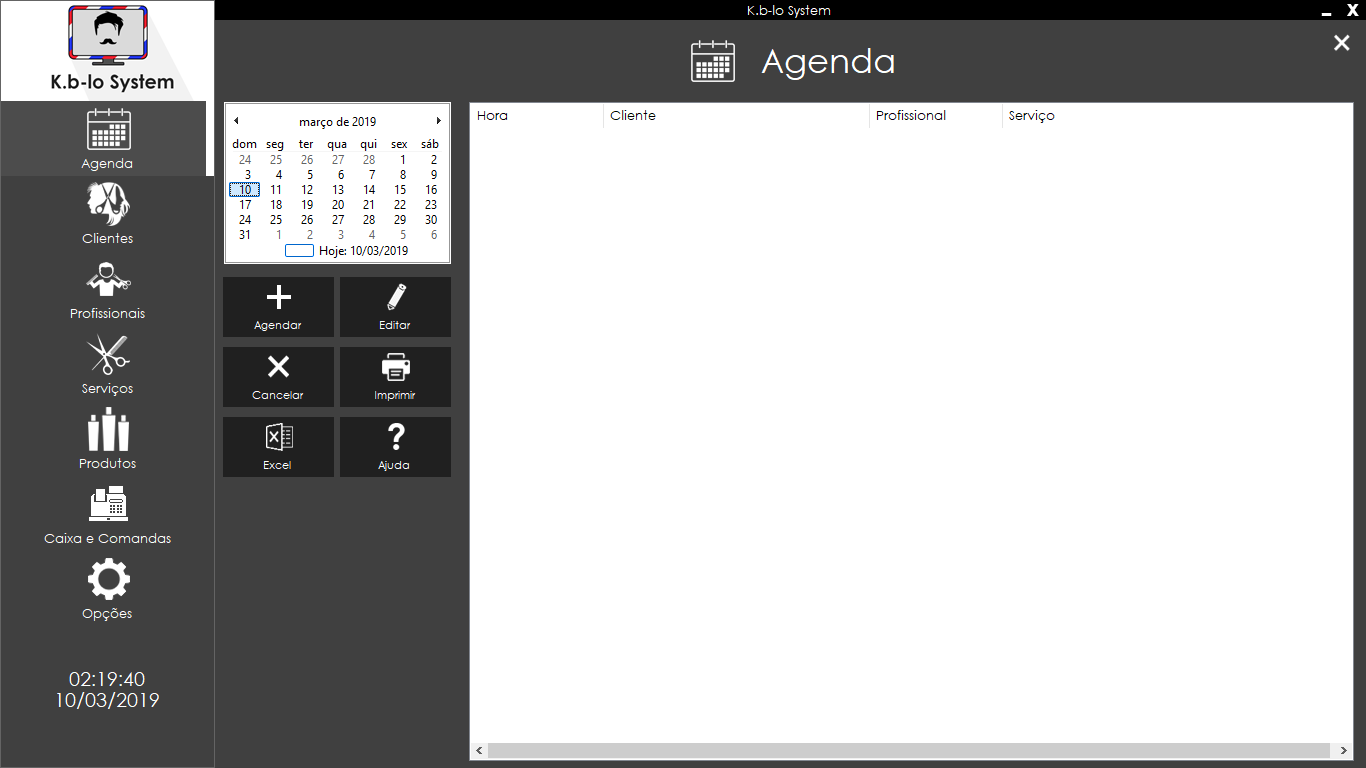 K.b-lo System
X
K.b-lo System
Agenda
Clientes
Profissionais
Serviços
Produtos
Caixa e Comandas
Opções
02:19:40
10/03/2019
Agenda
março de 2019
dom seg ter qua qui sex sáb
24 25 26 27 28 1 2
3 4 5 6 7 8 9
10 11 12 13 14 15 16
17 18 19 20 21 22 23
24 25 26 27 28 29 30
31 1 2 3 4 5 6
Hoje: 10/03/2019
Agendar
Editar
Cancelar
Imprimir
Excel
? Ajuda
Hora Cliente Profissional Serviço